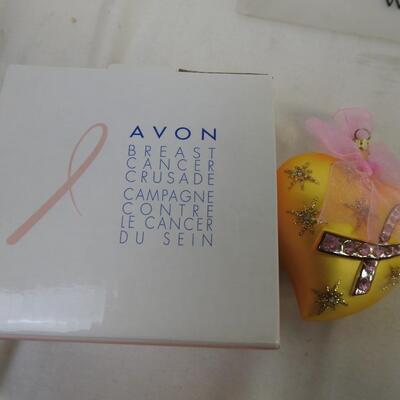 AVON
BREAST
CANCER
CRUSADE
CAMPAGNE
CONTRE
LE CANCER
DU SEIN